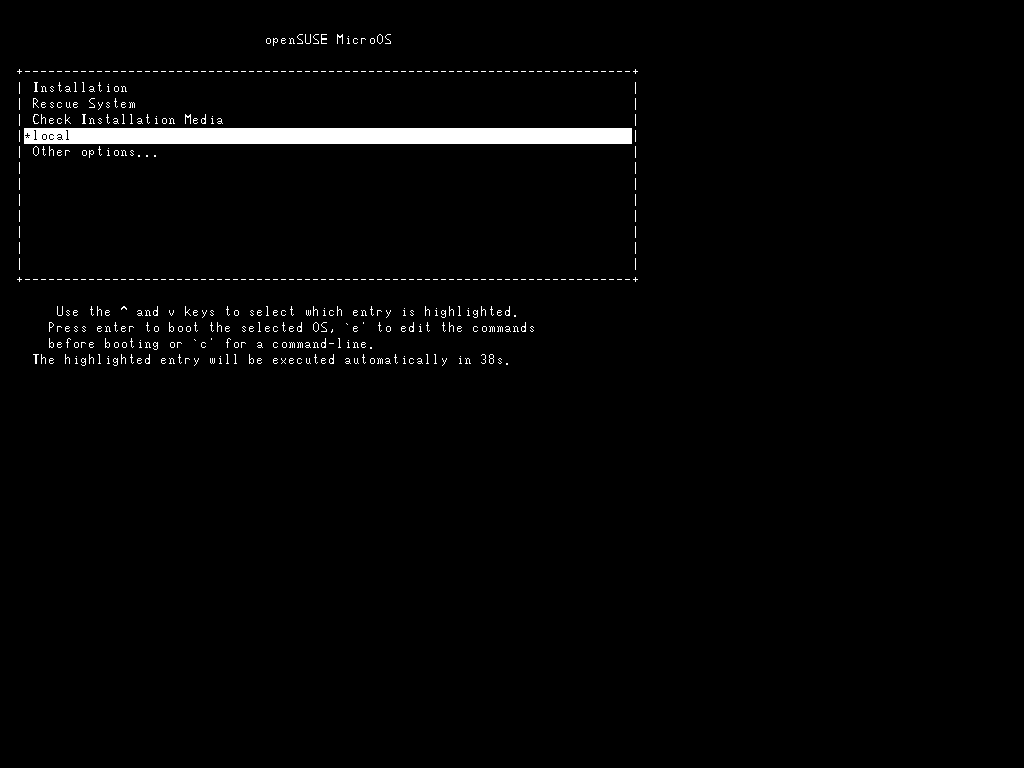 openSUSE MicroOS
+----------------------------------------------------------------------------+
| Installation |
| Rescue System |
| Check Installation Media |
|*local |
| Other options... |
| |
| |
| |
| |
| |
| |
| |
+----------------------------------------------------------------------------+
Use the ^ and v keys to select which entry is highlighted.
Press enter to boot the selected OS, `e' to edit the commands
before booting or `c' for a command-line.
The highlighted entry will be executed automatically in 38s.